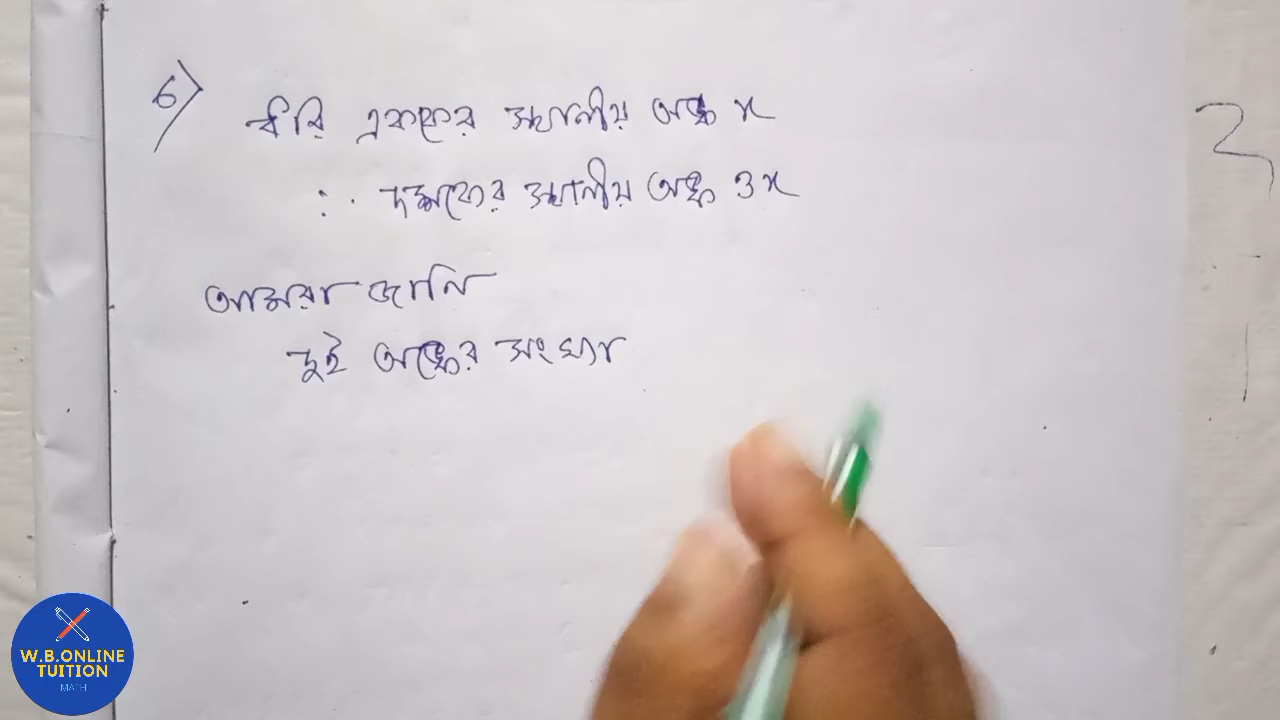 6)
ধরি এককের স্থানীয় অঙ্ক x
∴ দশকের স্থানীয় অঙ্ক 3x
আমরা জানি
দুই অঙ্কের সংখ্যা
W.B.ONLINE
TUITION
MATH